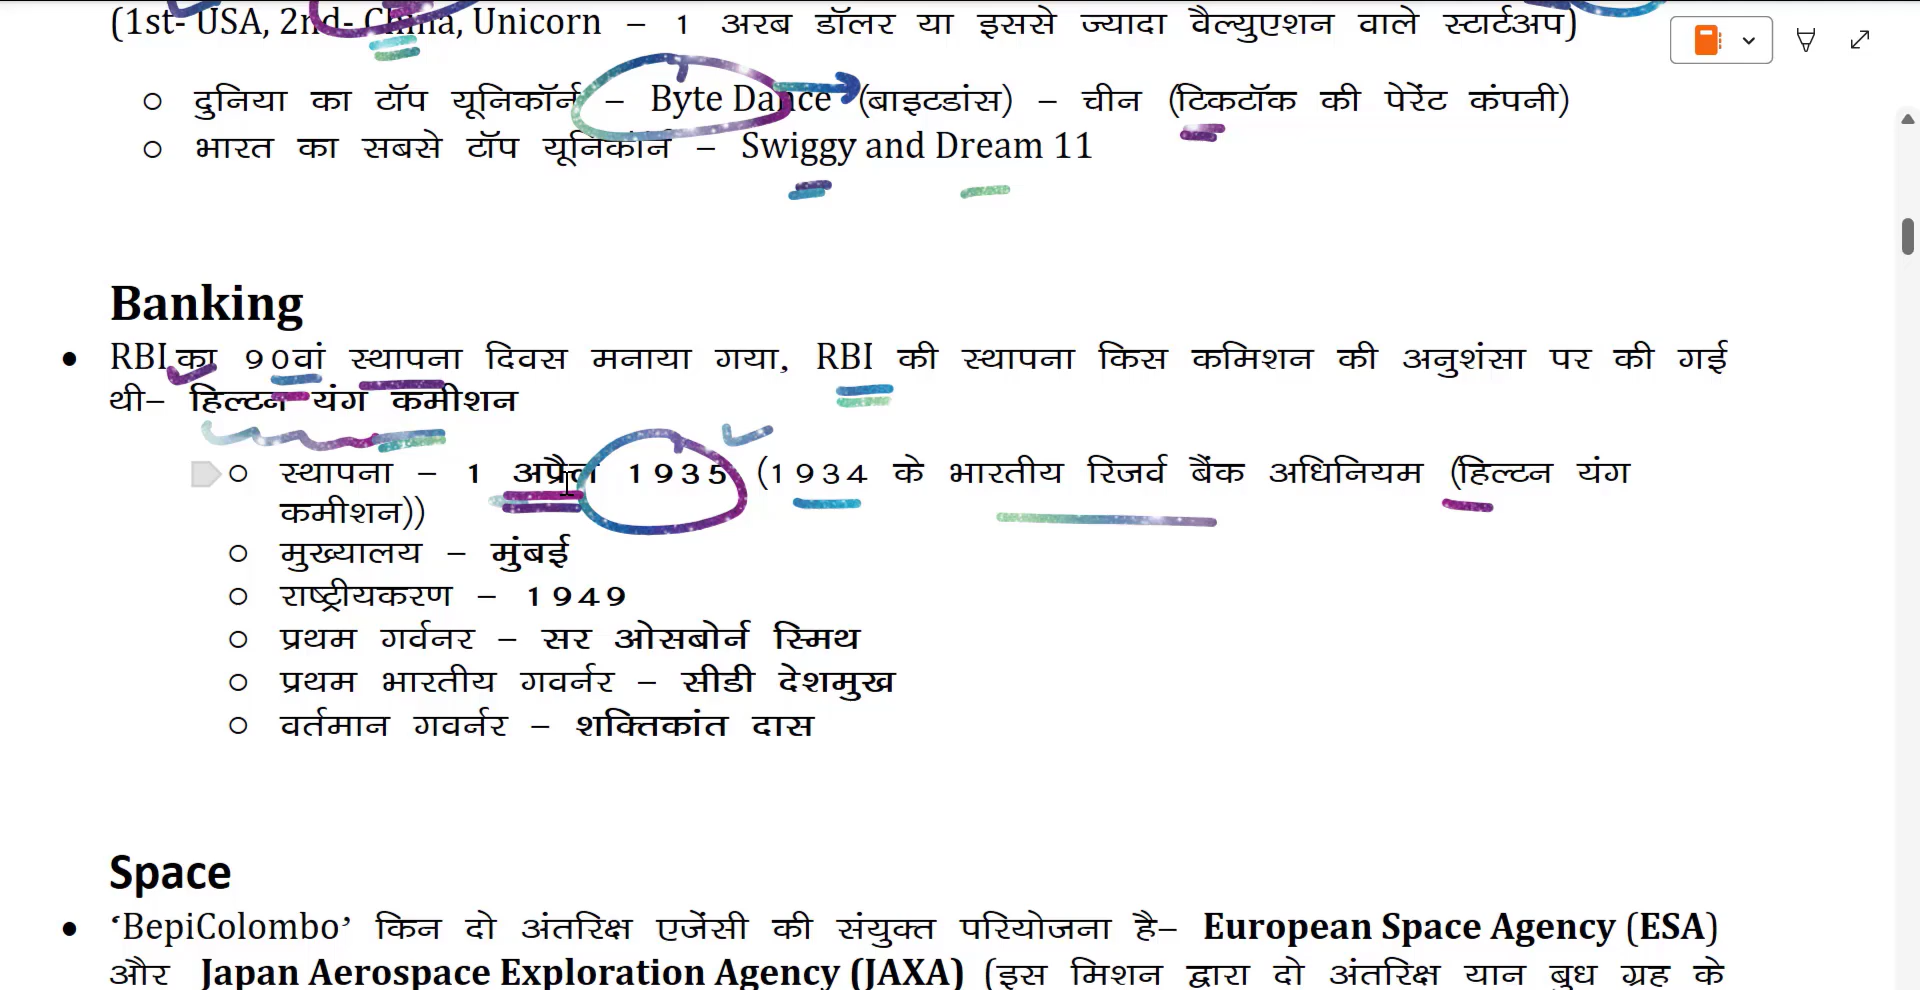 (1st- USA, 2nd- China, Unicorn – 1 अरब डॉलर या इससे ज्यादा वैल्युएशन वाले स्टार्टअप)
○ दुनिया का टॉप यूनिकॉर्न – Byte Dance (बाइटडांस) – चीन (टिकटॉक की पेरेंट कंपनी)
○ भारत का सबसे टॉप यूनिकॉर्न – Swiggy and Dream 11
Banking
● RBI का 90वां स्थापना दिवस मनाया गया, RBI की स्थापना किस कमिशन की अनुशंसा पर की गई
थी– हिल्टन यंग कमीशन
○ स्थापना – 1 अप्रैल 1935 (1934 के भारतीय रिजर्व बैंक अधिनियम (हिल्टन यंग
कमीशन))
○ मुख्यालय – मुंबई
○ राष्ट्रीयकरण – 1949
○ प्रथम गर्वनर – सर ओसबोर्न स्मिथ
○ प्रथम भारतीय गवर्नर – सीडी देशमुख
○ वर्तमान गवर्नर – शक्तिकांत दास
Space
● ‘BepiColombo’ किन दो अंतरिक्ष एजेंसी की संयुक्त परियोजना है– European Space Agency (ESA)
और Japan Aerospace Exploration Agency (JAXA) (इस मिशन द्वारा दो अंतरिक्ष यान बुध ग्रह के